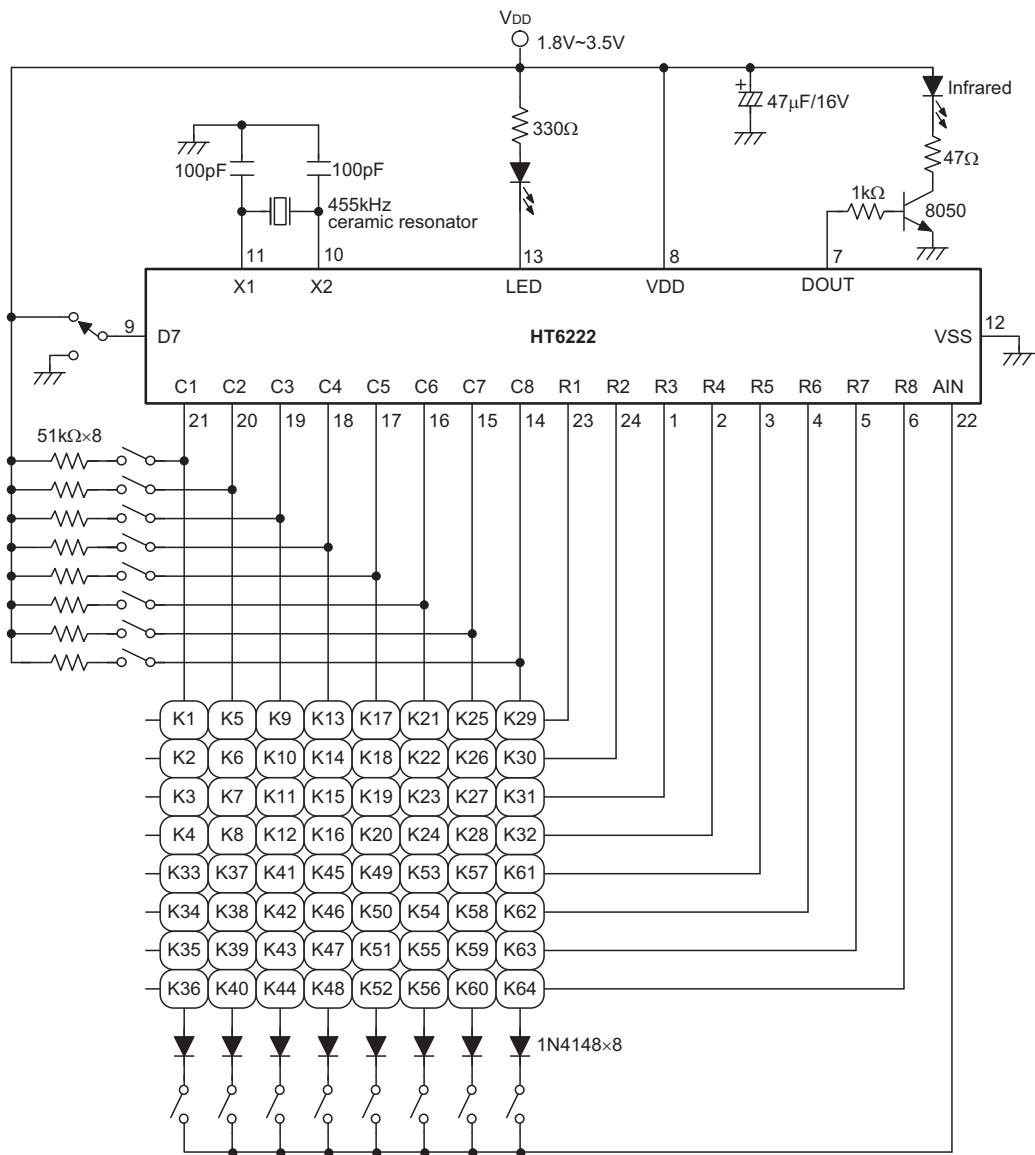 VDD
1.8V~3.5V
Infrared
47µF/16V
330Ω
47Ω
100pF
100pF
1kΩ
455kHz
8050
ceramic resonator
11
10
13
8
7
X1
X2
LED
VDD
DOUT
9
D7
HT6222
VSS
12
C1
C2
C3
C4
C5
C6
C7
C8
R1
R2
R3
R4
R5
R6
R7
R8
AIN
21
20
19
18
17
16
15
14
23
24
1
2
3
4
5
6
22
51kΩ×8
K1 K5 K9 K13 K17 K21 K25 K29
K2 K6 K10 K14 K18 K22 K26 K30
K3 K7 K11 K15 K19 K23 K27 K31
K4 K8 K12 K16 K20 K24 K28 K32
K33 K37 K41 K45 K49 K53 K57 K61
K34 K38 K42 K46 K50 K54 K58 K62
K35 K39 K43 K47 K51 K55 K59 K63
K36 K40 K44 K48 K52 K56 K60 K64
1N4148×8